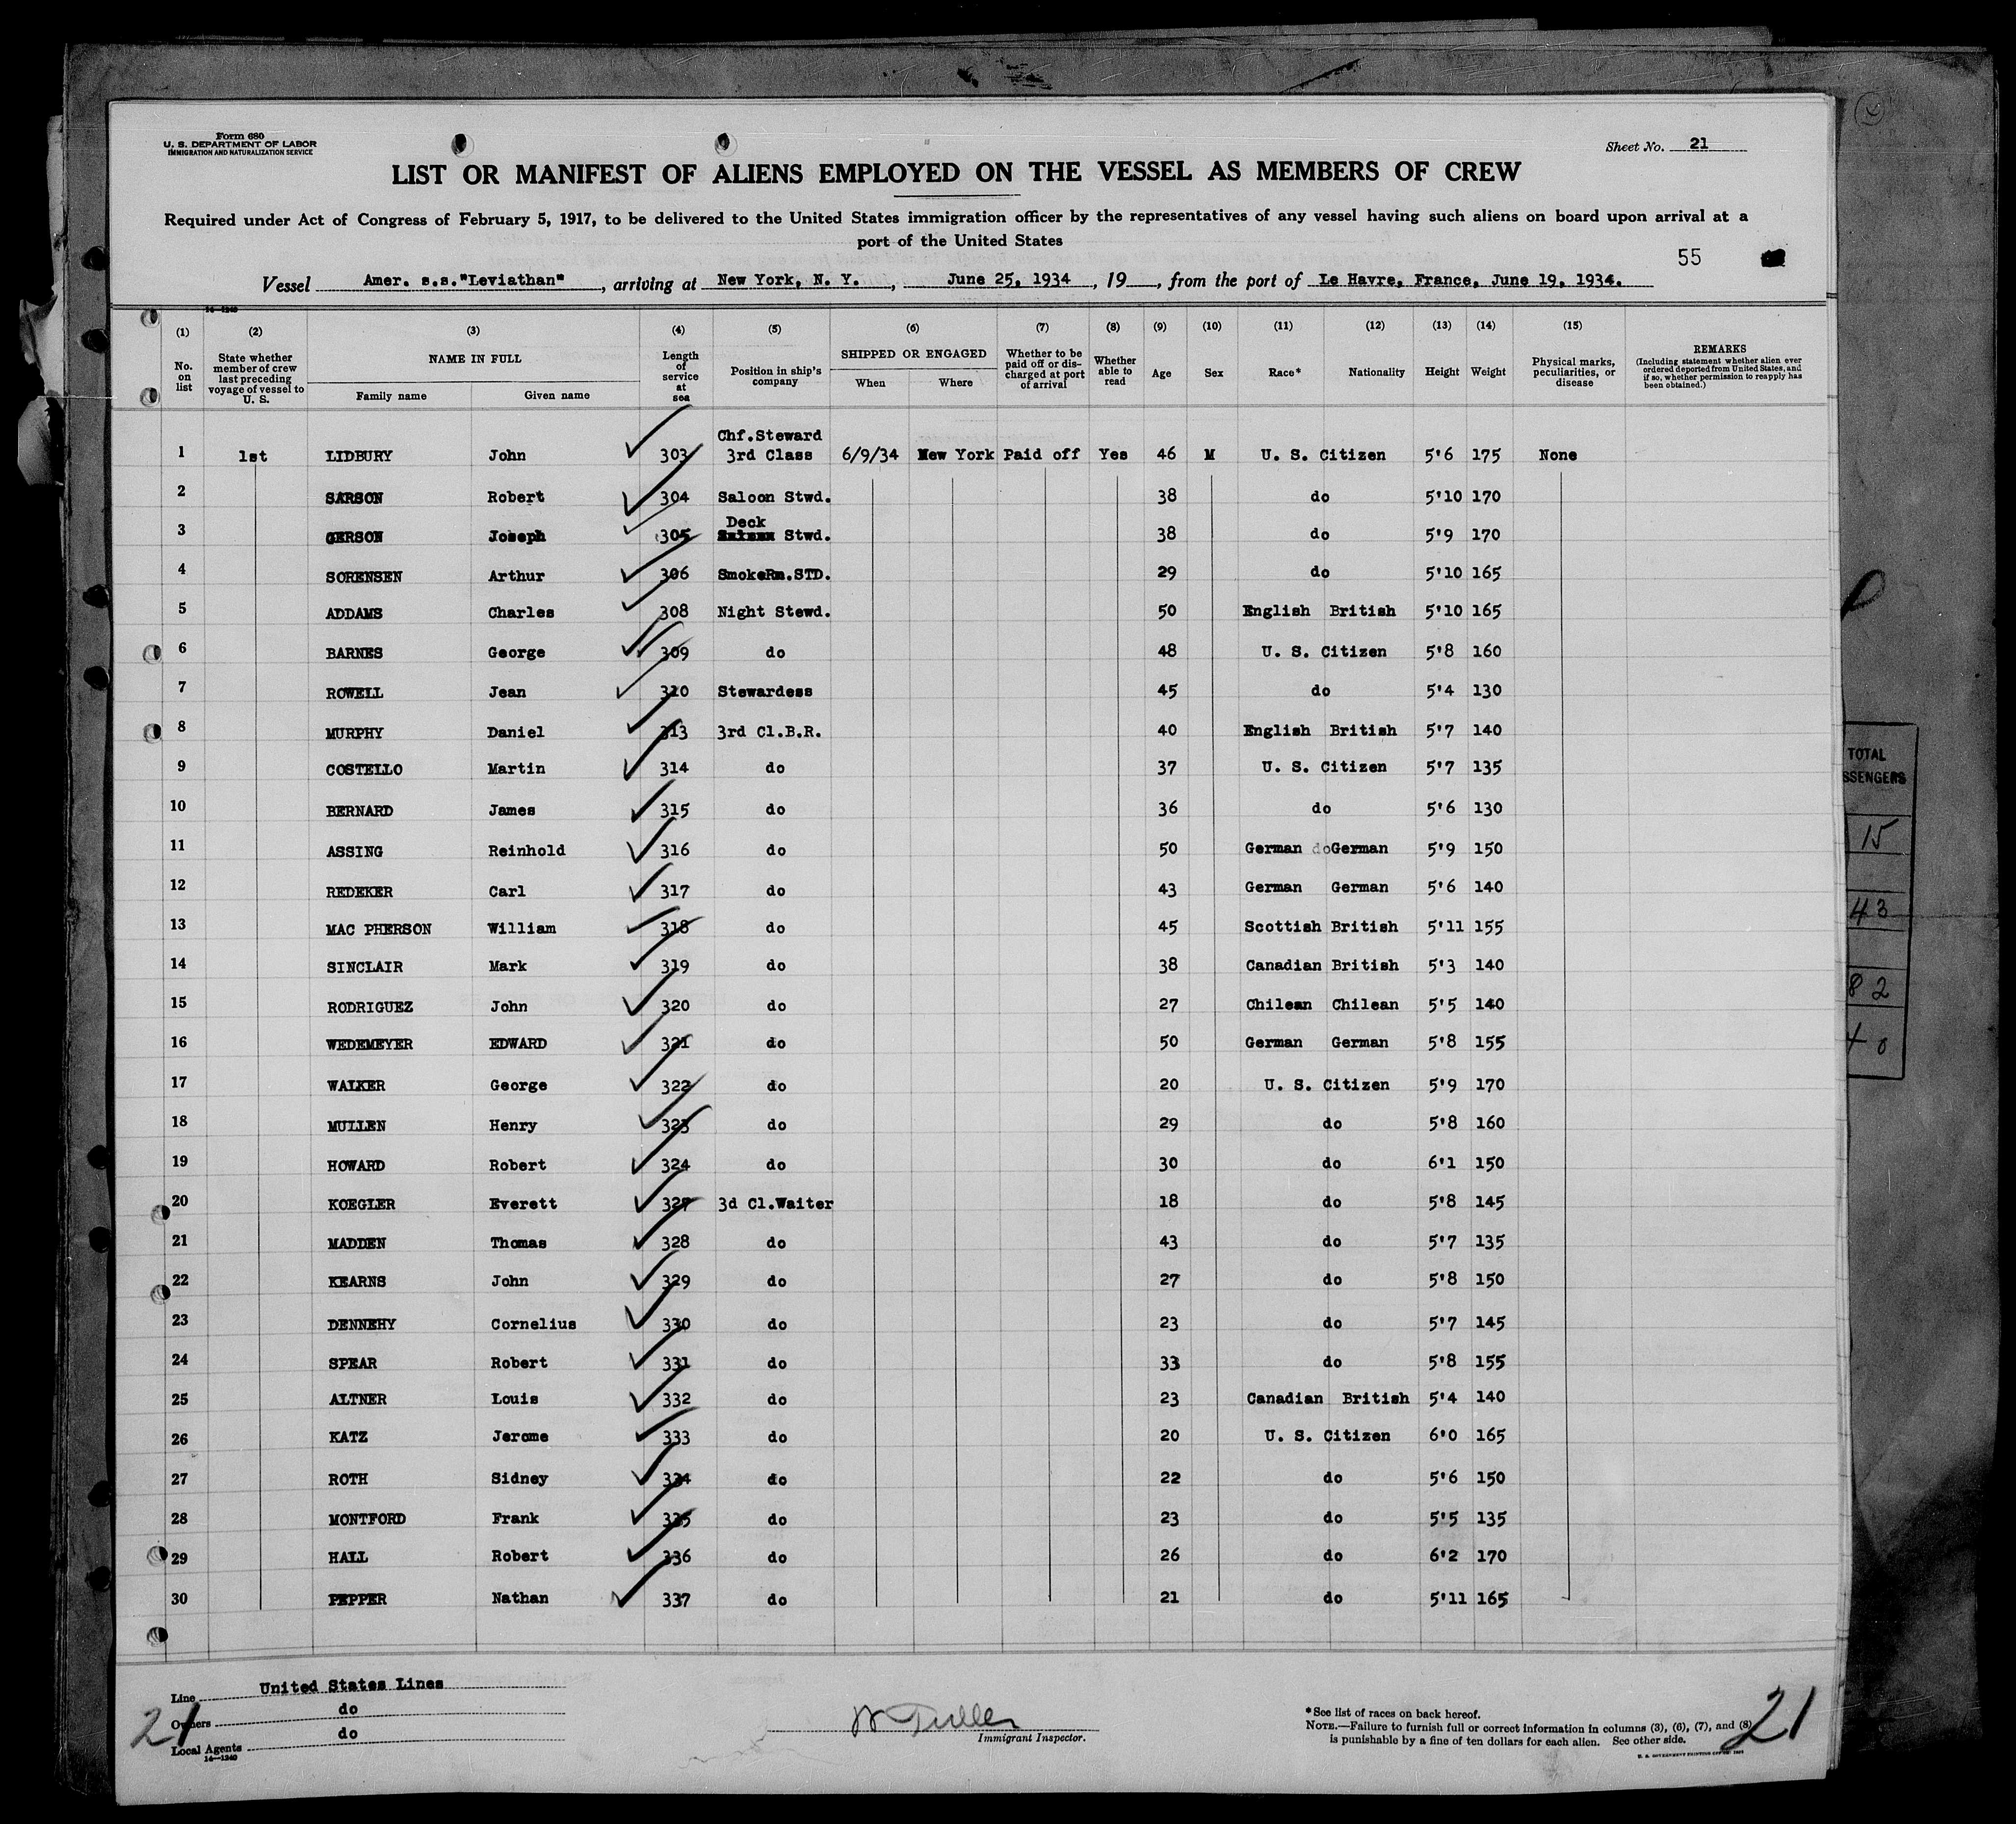 Form 680
U. S. DEPARTMENT OF LABOR
IMMIGRATION AND NATURALIZATION SERVICE
Sheet No. 21
LIST OR MANIFEST OF ALIENS EMPLOYED ON THE VESSEL AS MEMBERS OF CREW
Required under Act of Congress of February 5, 1917, to be delivered to the United States immigration officer by the representatives of any vessel having such aliens on board upon arrival at a
port of the United States
55
Vessel Amer. s.s."Leviathan", arriving at New York, N. Y., June 25, 1934, 19 , from the port of Le Havre, France, June 19, 1934.
14—1240
(1) (2) (3) (4) (5) (6) (7) (8) (9) (10) (11) (12) (13) (14) (15)
No. on list
State whether member of crew last preceding voyage of vessel to U. S.
NAME IN FULL
Family name Given name
Length of service at sea
Position in ship's company
SHIPPED OR ENGAGED
When Where
Whether to be paid off or discharged at port of arrival
Whether able to read
Age Sex Race* Nationality Height Weight
Physical marks, peculiarities, or disease
REMARKS
(Including statement whether alien ever ordered deported from United States, and if so, whether permission to reapply has been obtained.)
Chf.Steward
1 1st LIDBURY John 303 3rd Class 6/9/34 New York Paid off Yes 46 M U. S. Citizen 5'6 175 None
2 SARSON Robert 304 Saloon Stwd. 38 do 5'10 170
Deck
3 GERSON Joseph 305 Stwd. 38 do 5'9 170
4 SORENSEN Arthur 306 SmokeRm.STD. 29 do 5'10 165
5 ADDAMS Charles 308 Night Stewd. 50 English British 5'10 165
6 BARNES George 309 do 48 U. S. Citizen 5'8 160
7 ROWELL Jean 310 Stewardess 45 do 5'4 130
8 MURPHY Daniel 313 3rd Cl.B.R. 40 English British 5'7 140
9 COSTELLO Martin 314 do 37 U. S. Citizen 5'7 135
10 BERNARD James 315 do 36 do 5'6 130
11 ASSING Reinhold 316 do 50 German do German 5'9 150
12 REDEKER Carl 317 do 43 German German 5'6 140
13 MAC PHERSON William 318 do 45 Scottish British 5'11 155
14 SINCLAIR Mark 319 do 38 Canadian British 5'3 140
15 RODRIGUEZ John 320 do 27 Chilean Chilean 5'5 140
16 WEDEMEYER EDWARD 321 do 50 German German 5'8 155
17 WALKER George 322 do 20 U. S. Citizen 5'9 170
18 MULLEN Henry 323 do 29 do 5'8 160
19 HOWARD Robert 324 do 30 do 6'1 150
20 KOEGLER Everett 327 3d Cl.Waiter 18 do 5'8 145
21 MADDEN Thomas 328 do 43 do 5'7 135
22 KEARNS John 329 do 27 do 5'8 150
23 DENNEHY Cornelius 330 do 23 do 5'7 145
24 SPEAR Robert 331 do 33 do 5'8 155
25 ALTNER Louis 332 do 23 Canadian British 5'4 140
26 KATZ Jerome 333 do 20 U. S. Citizen 6'0 165
27 ROTH Sidney 334 do 22 do 5'6 150
28 MONTFORD Frank 335 do 23 do 5'5 135
29 HALL Robert 336 do 26 do 6'2 170
30 PEPPER Nathan 337 do 21 do 5'11 165
Line United States Lines
Owners do
Local Agents do
14—1240
21
W Fuller
Immigrant Inspector.
*See list of races on back hereof.
NOTE.—Failure to furnish full or correct information in columns (3), (6), (7), and (8)
is punishable by a fine of ten dollars for each alien. See other side.
21
TOTAL
SSENGERS
15
43
82
40